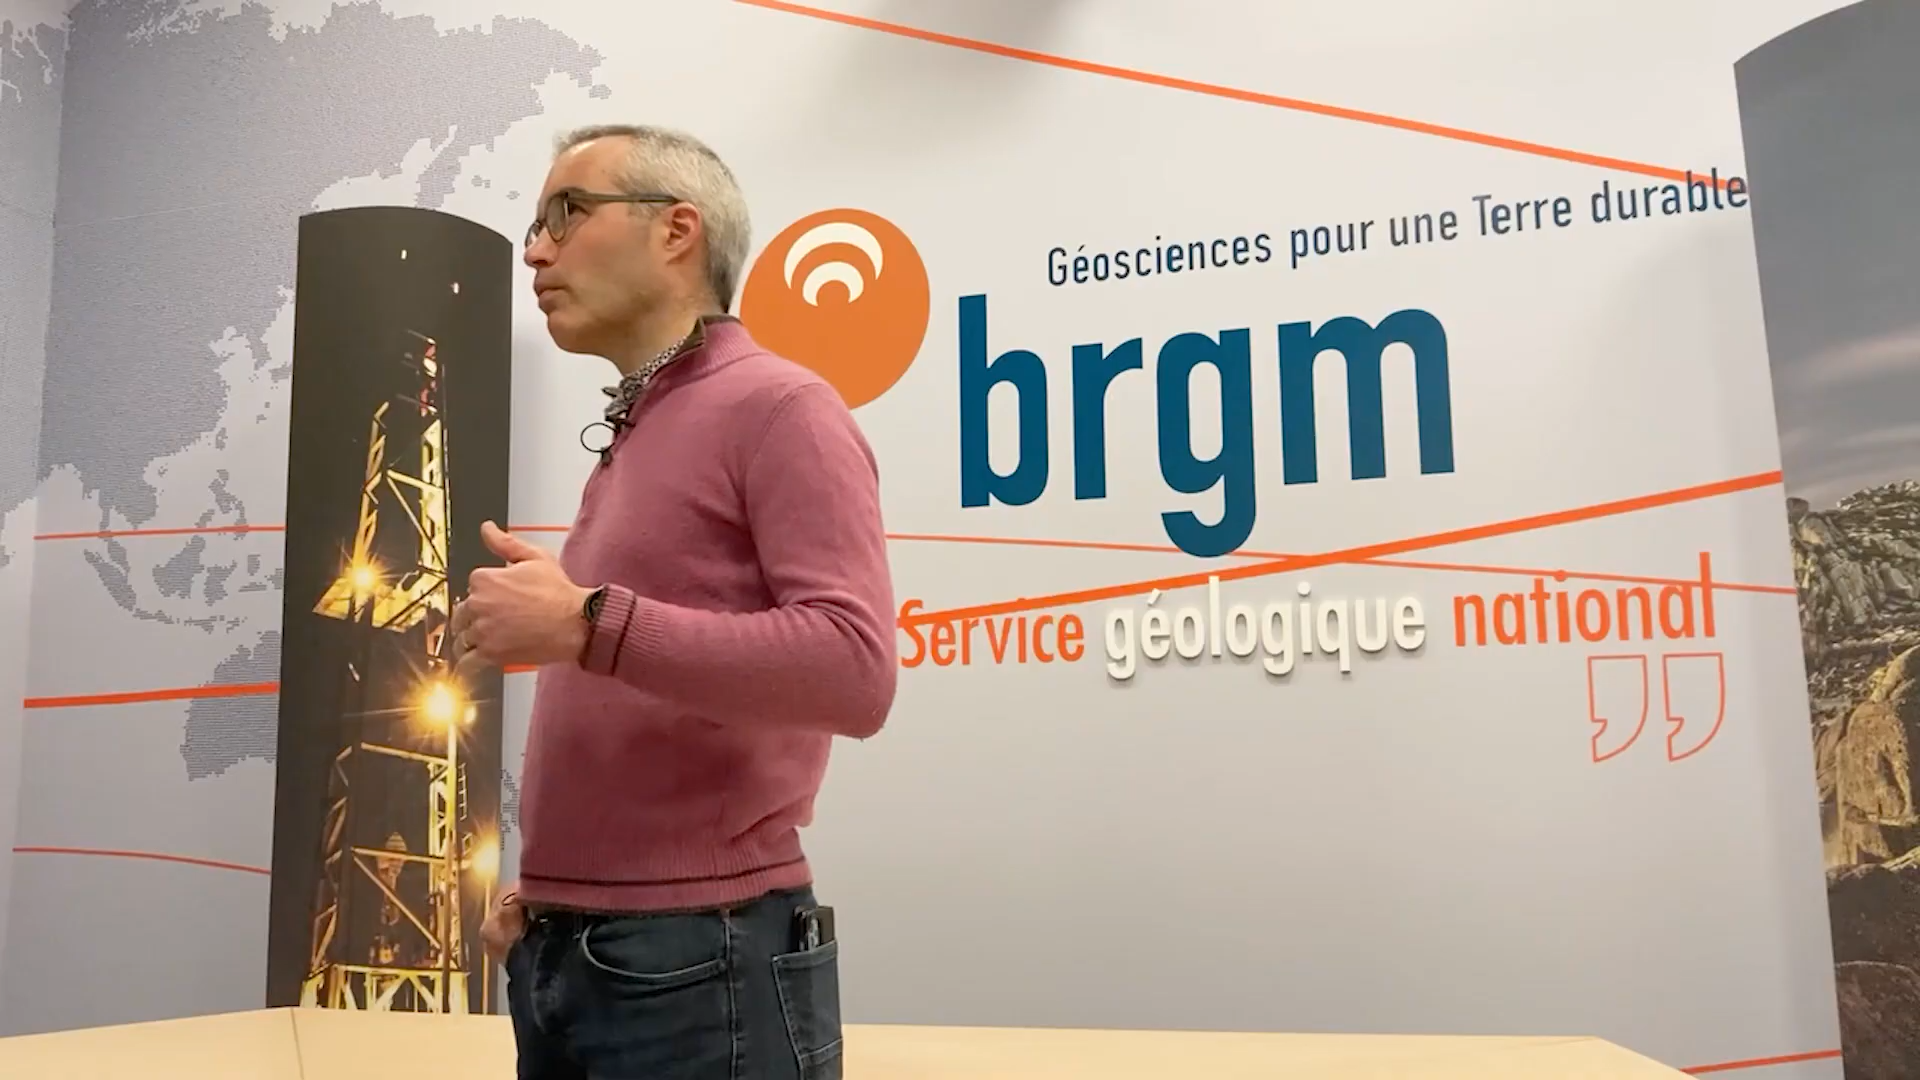 Géosciences pour une Terre durable
brgm
Service géologique national
”